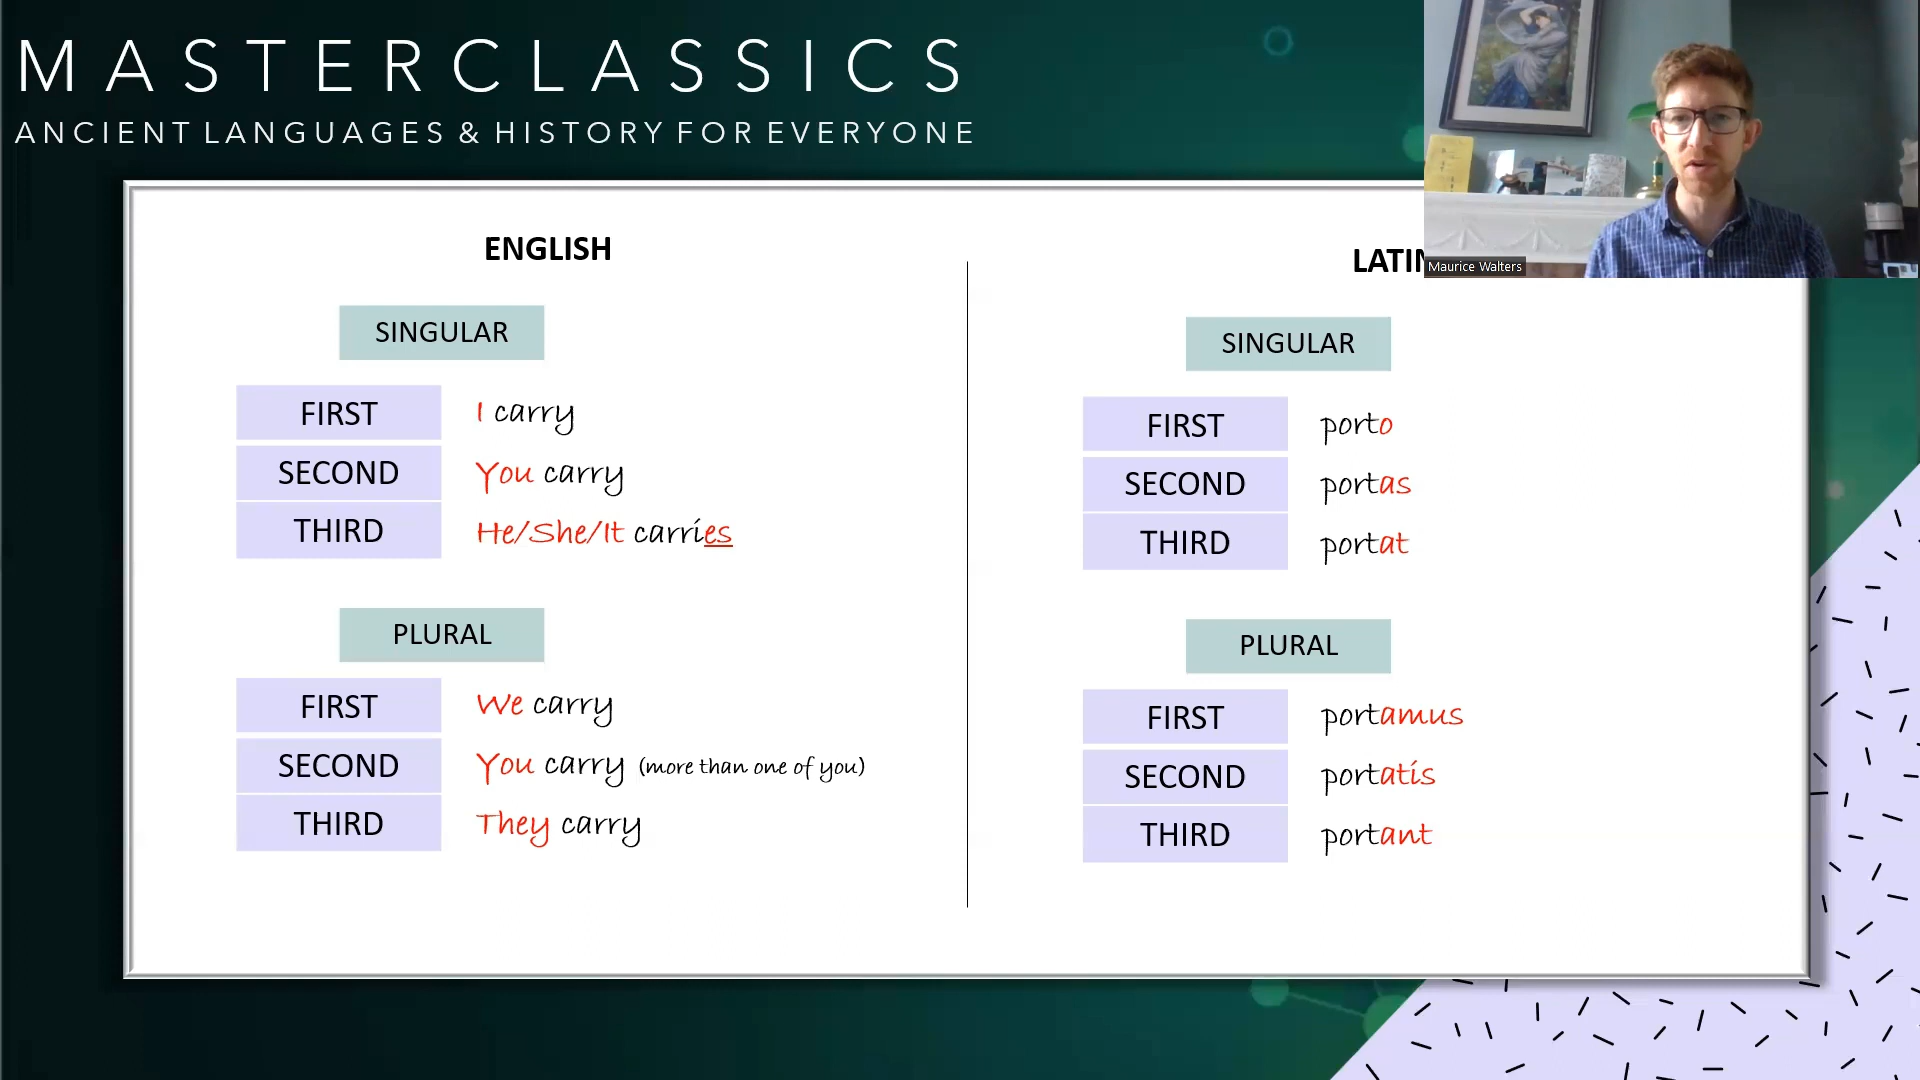 MASTERCLASSICS
ANCIENT LANGUAGES & HISTORY FOR EVERYONE
Maurice Walters
ENGLISH
SINGULAR
FIRST I carry
SECOND You carry
THIRD He/She/It carries
PLURAL
FIRST We carry
SECOND You carry (more than one of you)
THIRD They carry
LATIN
SINGULAR
FIRST porto
SECOND portas
THIRD portat
PLURAL
FIRST portamus
SECOND portatis
THIRD portant